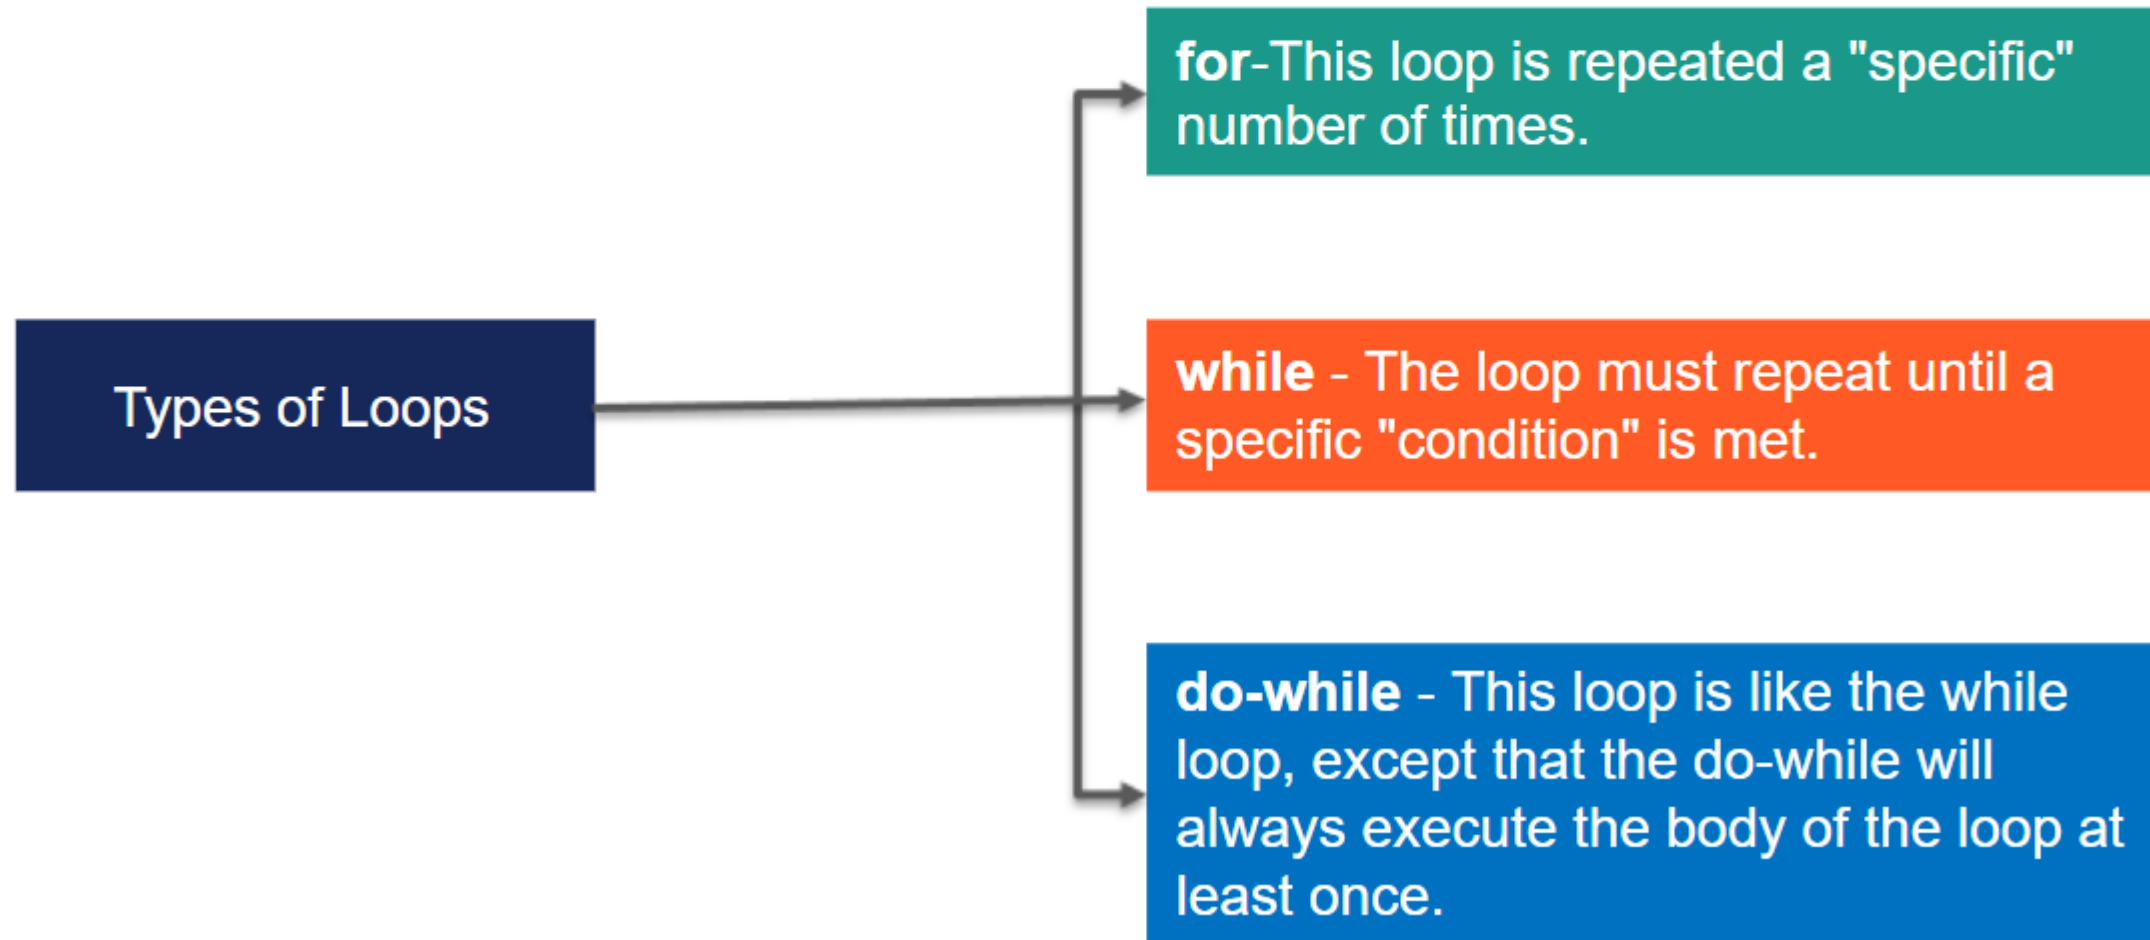 Types of Loops
for-This loop is repeated a "specific"
number of times.
while - The loop must repeat until a
specific "condition" is met.
do-while - This loop is like the while
loop, except that the do-while will
always execute the body of the loop at
least once.